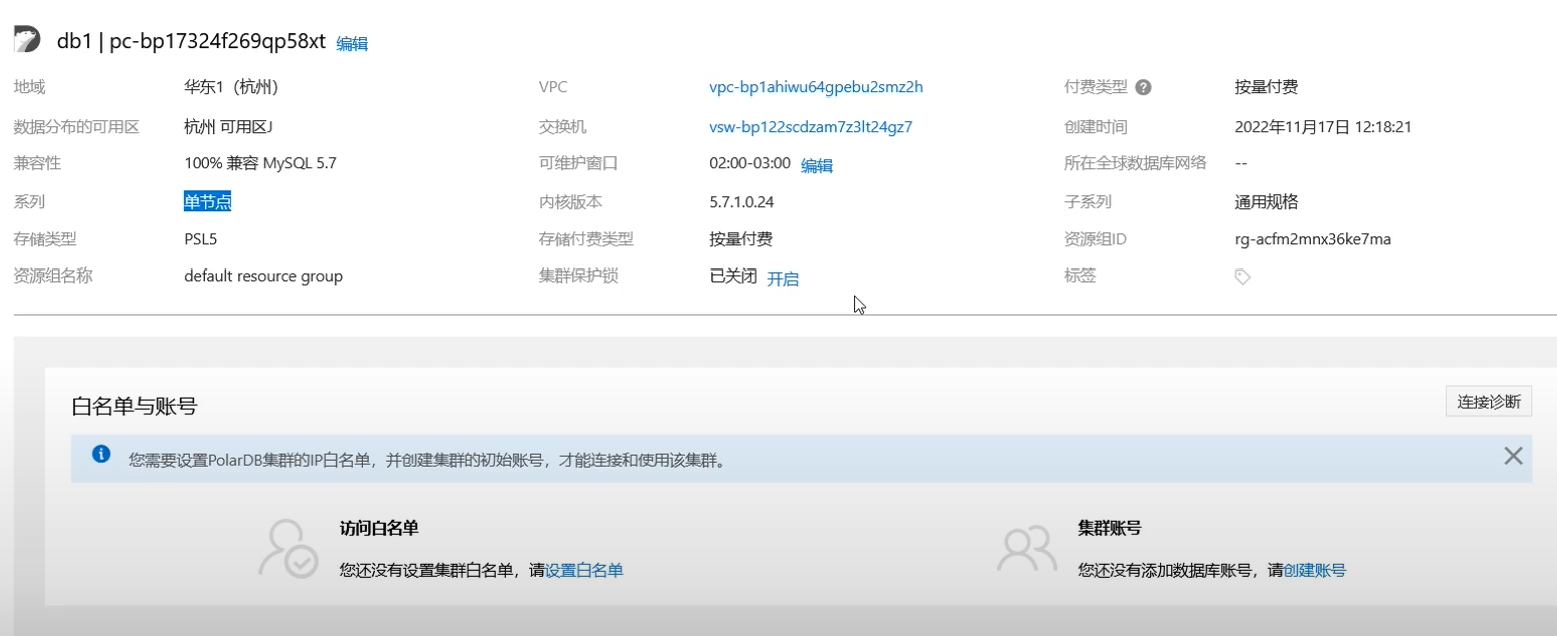 db1 | pc-bp17324f269qp58xt 编辑
地域 华东1（杭州） VPC vpc-bp1ahiwu64gpebu2smz2h 付费类型 ? 按量付费
数据分布的可用区 杭州 可用区J 交换机 vsw-bp122scdzam7z3lt24gz7 创建时间 2022年11月17日 12:18:21
兼容性 100% 兼容 MySQL 5.7 可维护窗口 02:00-03:00 编辑 所在全球数据库网络 --
系列 单节点 内核版本 5.7.1.0.24 子系列 通用规格
存储类型 PSL5 存储付费类型 按量付费 资源组ID rg-acfm2mnx36ke7ma
资源组名称 default resource group 集群保护锁 已关闭 开启 标签
白名单与账号 连接诊断
您需要设置PolarDB集群的IP白名单，并创建集群的初始账号，才能连接和使用该集群。
访问白名单 集群账号
您还没有设置集群白名单，请设置白名单 您还没有添加数据库账号，请创建账号